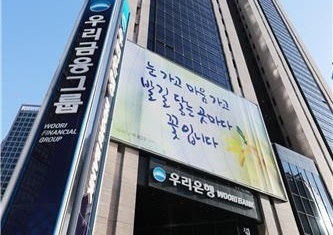 우리금융그룹
WOORI
FINANCIAL
GROUP
눈 가고 마음 가고
발길 닿는 곳마다
꽃입니다
우리은행 WOORI BANK